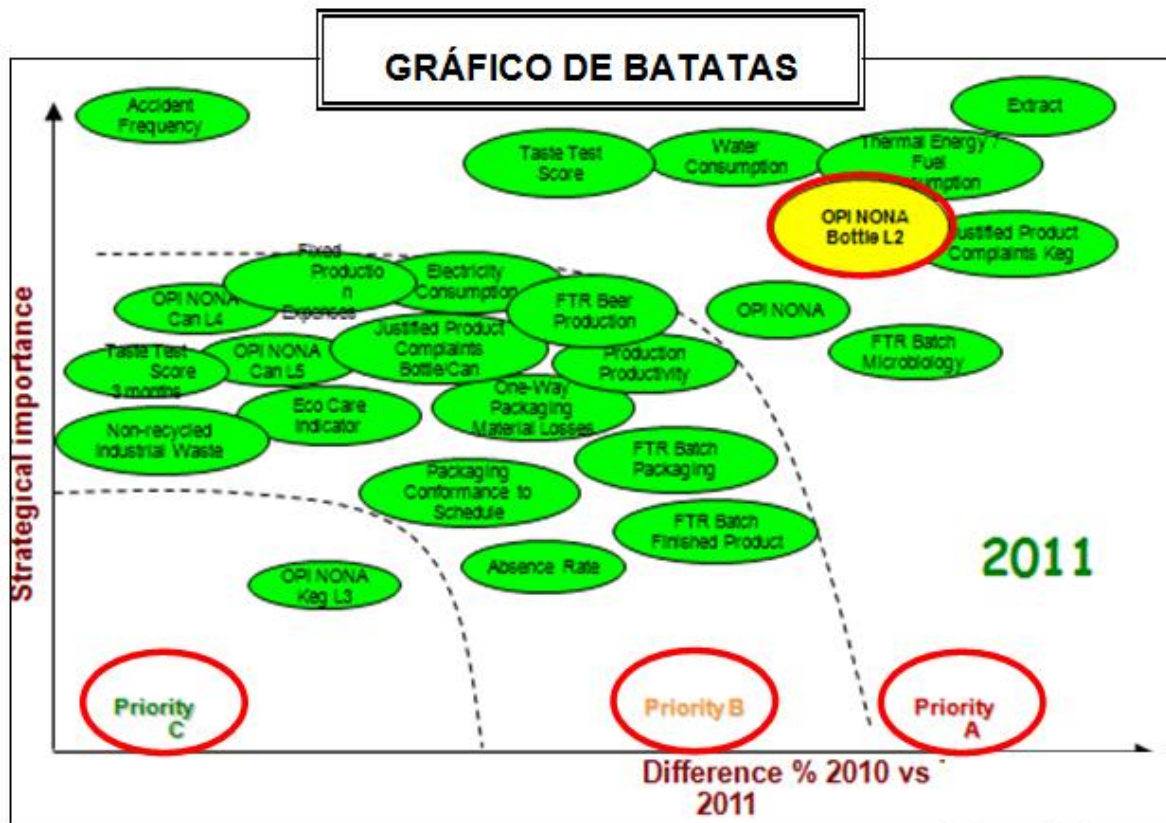 GRÁFICO DE BATATAS
Accident
Frequency
Extract
Taste Test
Score
Water
Consumption
Thermal Energy /
Fuel
OPI NONA
Bottle L2
Justified Product
Complaints Keg
Fixed
Productio
n
Expenses
Electricity
Consumption
OPI NONA
Can L4
FTR Beer
Production
OPI NONA
FTR Batch
Microbiology
Taste Test
Score
3 months
OPI NONA
Can L5
Justified Product
Complaints
Bottle/Can
Production
Productivity
Non-recycled
Industrial Waste
Eco Care
Indicator
One-Way
Packaging
Material Losses
FTR Batch
Packaging
Packaging
Conformance to
Schedule
FTR Batch
Finished Product
Absence Rate
OPI NONA
Keg L3
2011
Strategical importance
Priority
C
Priority B
Priority
A
Difference % 2010 vs
2011